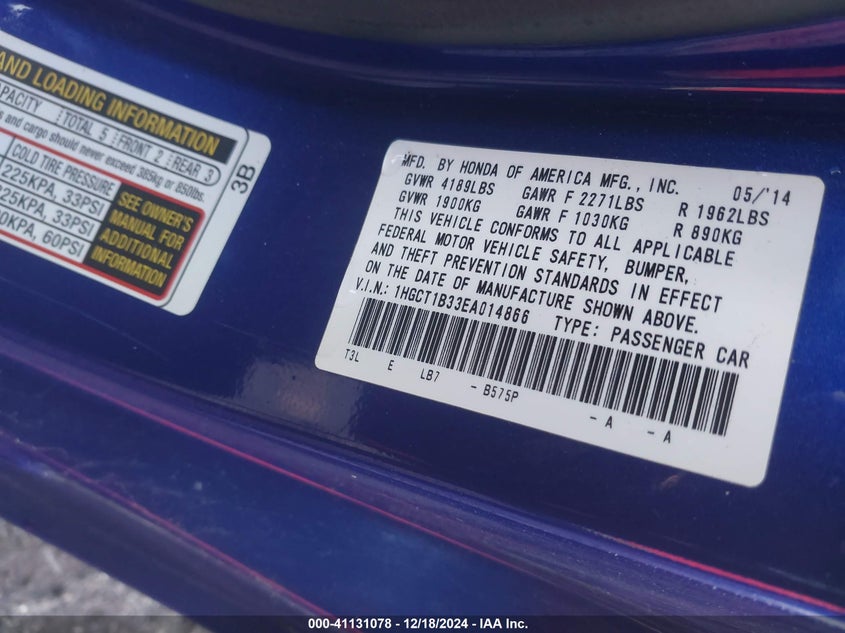 AND LOADING INFORMATION
APACITY TOTAL 5 FRONT 2 REAR 3
s and cargo should never exceed 385kg or 850lbs.
COLD TIRE PRESSURE
225KPA, 33PSI
225KPA, 33PSI
0KPA, 60PSI
SEE OWNER'S
MANUAL FOR
ADDITIONAL
INFORMATION
3B
MFD. BY HONDA OF AMERICA MFG., INC. 05/'14
GVWR 4189LBS GAWR F 2271LBS R 1962LBS
GVWR 1900KG GAWR F 1030KG R 890KG
THIS VEHICLE CONFORMS TO ALL APPLICABLE
FEDERAL MOTOR VEHICLE SAFETY, BUMPER,
AND THEFT PREVENTION STANDARDS IN EFFECT
ON THE DATE OF MANUFACTURE SHOWN ABOVE.
V.I.N.: 1HGCT1B33EA014866 TYPE: PASSENGER CAR
T3L E LB7 - B575P - A - A
000-41131078 - 12/18/2024 - IAA Inc.